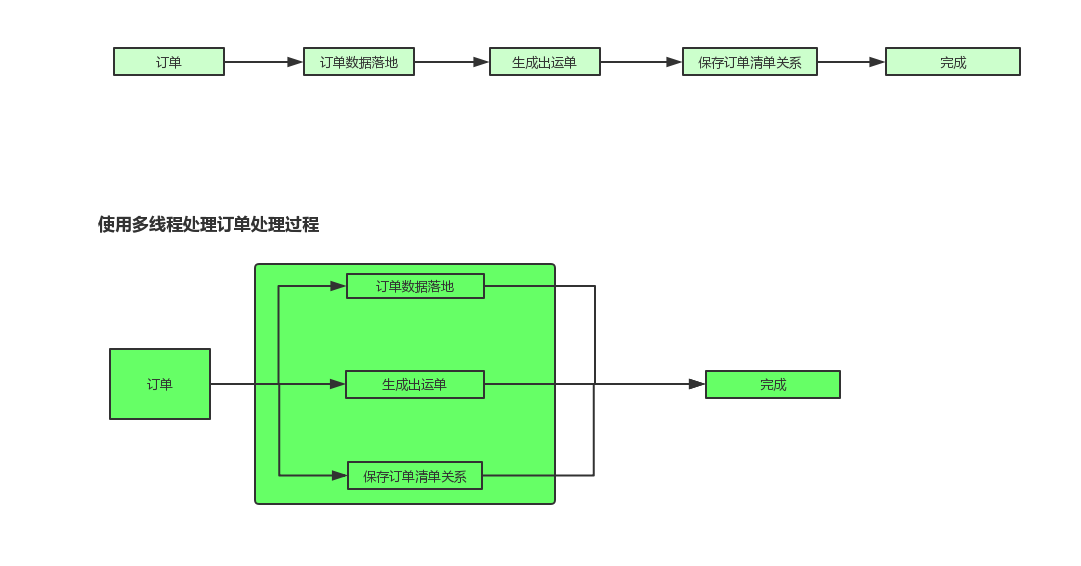 订单
订单数据落地
生成出运单
保存订单清单关系
完成
使用多线程处理订单处理过程
订单数据落地
订单
生成出运单
完成
保存订单清单关系